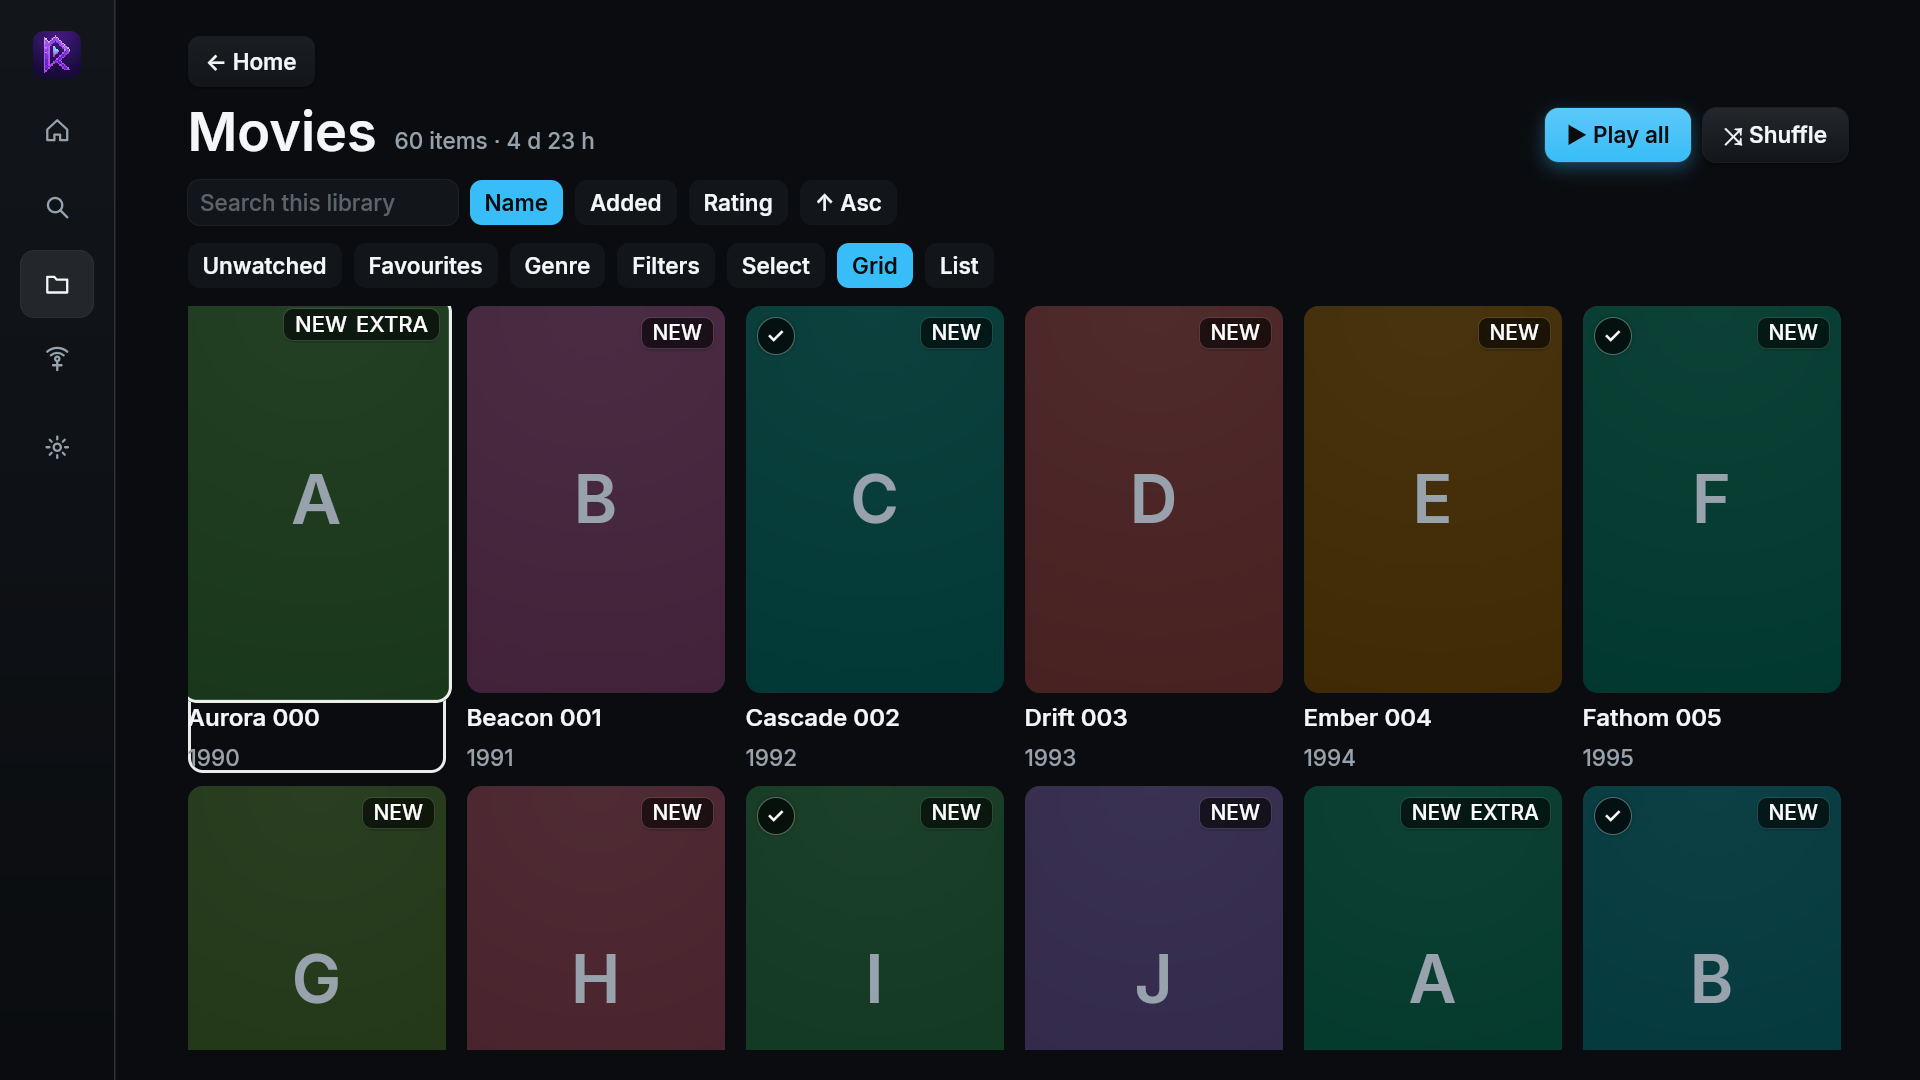 ← Home
Movies 60 items · 4 d 23 h
▶ Play all
Shuffle
Search this library
Name
Added
Rating
↑ Asc
Unwatched
Favourites
Genre
Filters
Select
Grid
List
NEW EXTRA
NEW
NEW
NEW
NEW
NEW
A
B
C
D
E
F
Aurora 000
Beacon 001
Cascade 002
Drift 003
Ember 004
Fathom 005
1990
1991
1992
1993
1994
1995
NEW
NEW
NEW
NEW
NEW EXTRA
NEW
G
H
I
J
A
B